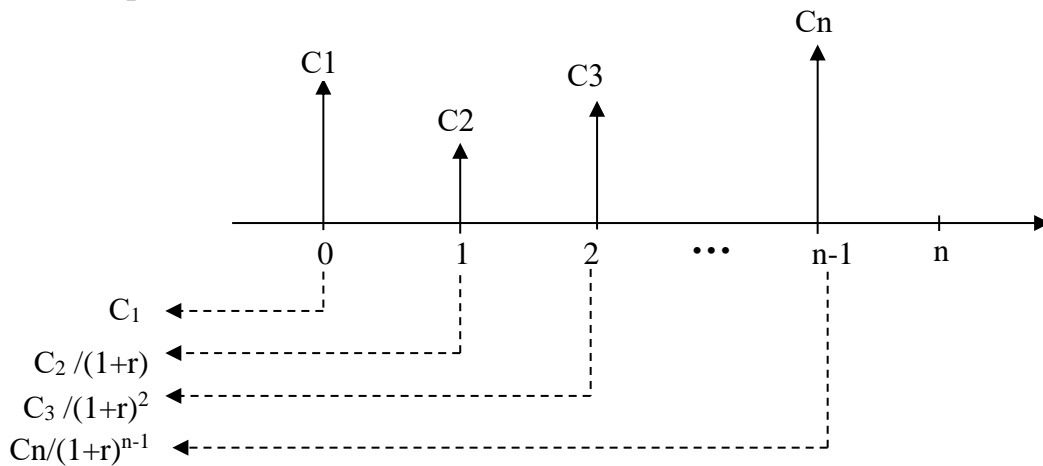 Cn
C1
C3
C2
0 1 2 ••• n-1 n
C₁
C₂ /(1+r)
C₃ /(1+r)²
Cn/(1+r)ⁿ⁻¹